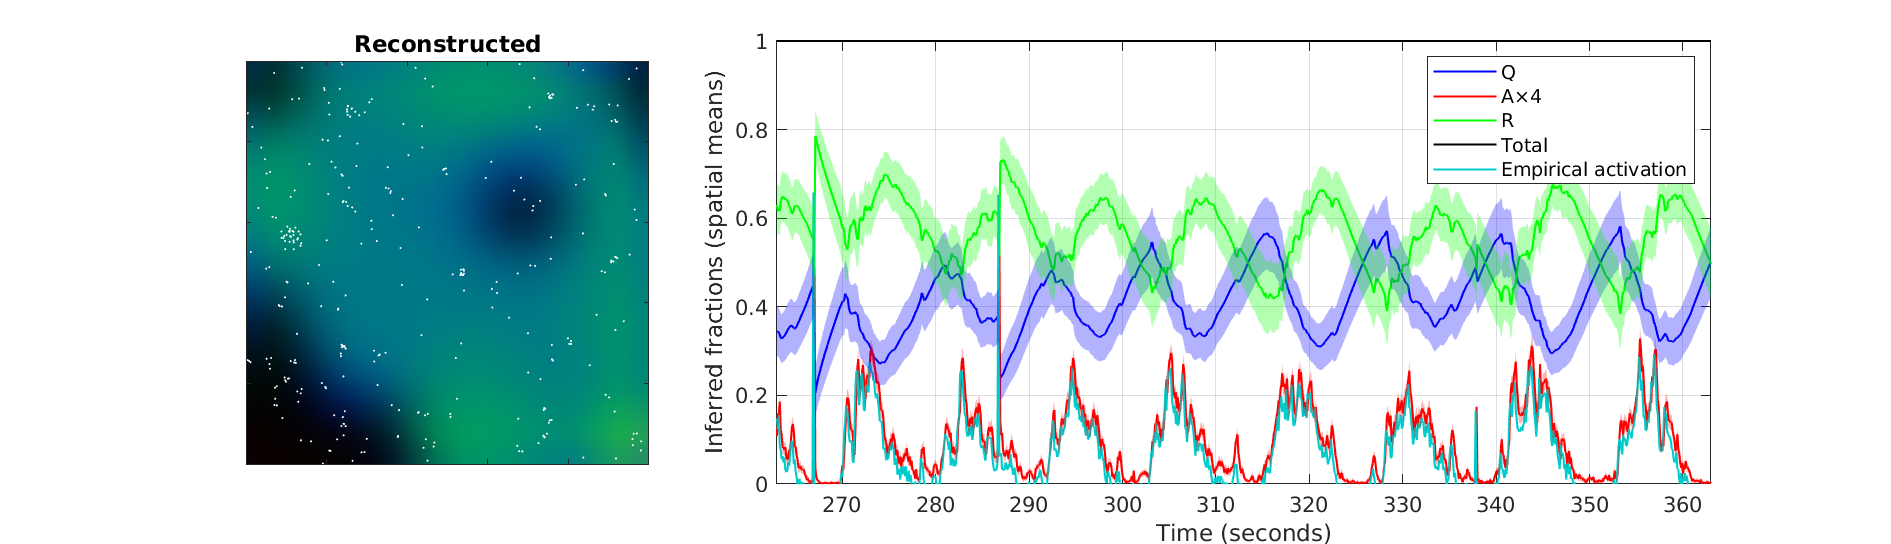 Reconstructed
Inferred fractions (spatial means)
1
0.8
0.6
0.4
0.2
0
Q
A×4
R
Total
Empirical activation
270 280 290 300 310 320 330 340 350 360
Time (seconds)